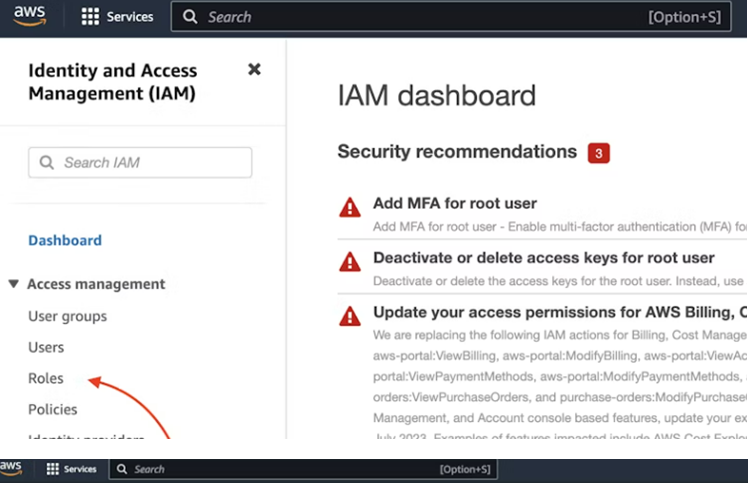 aws Services Search [Option+S]
Identity and Access
Management (IAM)
Search IAM
Dashboard
Access management
User groups
Users
Roles
Policies
Identity providers
IAM dashboard
Security recommendations 3
Add MFA for root user
Add MFA for root user - Enable multi-factor authentication (MFA) fo
Deactivate or delete access keys for root user
Deactivate or delete the access keys for the root user. Instead, use
Update your access permissions for AWS Billing, C
We are replacing the following IAM actions for Billing, Cost Manage
aws-portal:ViewBilling, aws-portal:ModifyBilling, aws-portal:ViewAc
portal:ViewPaymentMethods, aws-portal:ModifyPaymentMethods,
orders:ViewPurchaseOrders, and purchase-orders:ModifyPurchase
Management, and Account console based features, update your ex
July 2023. Examples of features impacted include AWS Cost Explo
aws Services Search [Option+S]